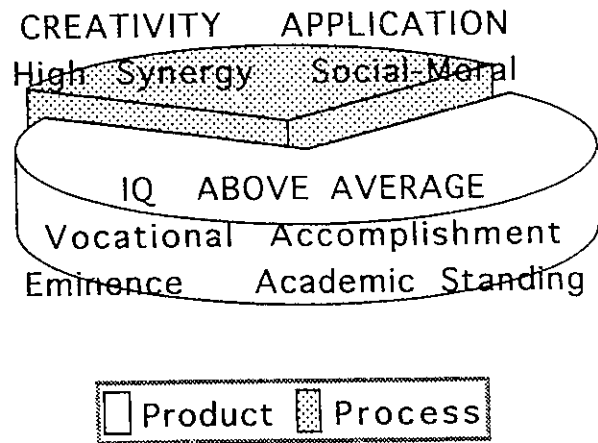 CREATIVITY APPLICATION
High Synergy Social-Moral
IQ ABOVE AVERAGE
Vocational Accomplishment
Eminence Academic Standing
Product Process